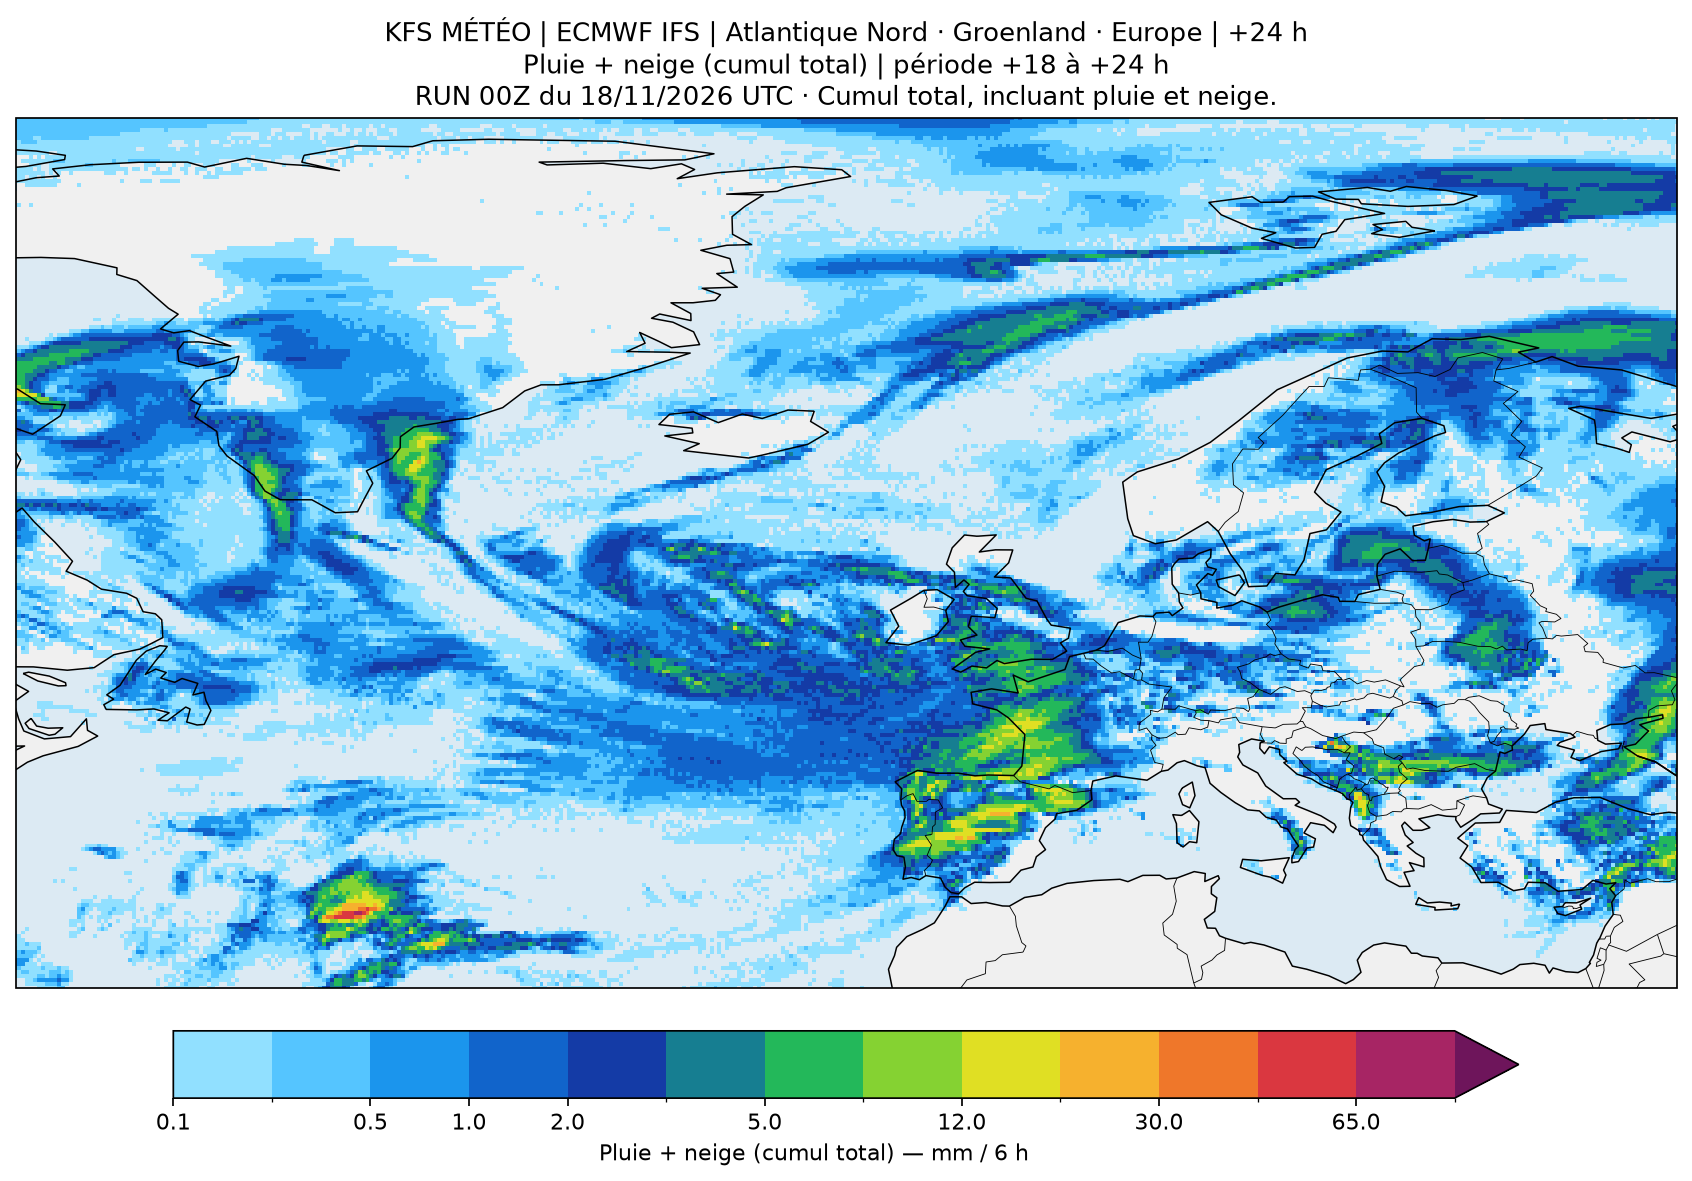 KFS MÉTÉO | ECMWF IFS | Atlantique Nord · Groenland · Europe | +24 h
Pluie + neige (cumul total) | période +18 à +24 h
RUN 00Z du 18/11/2026 UTC · Cumul total, incluant pluie et neige.
0.1 0.5 1.0 2.0 5.0 12.0 30.0 65.0
Pluie + neige (cumul total) — mm / 6 h